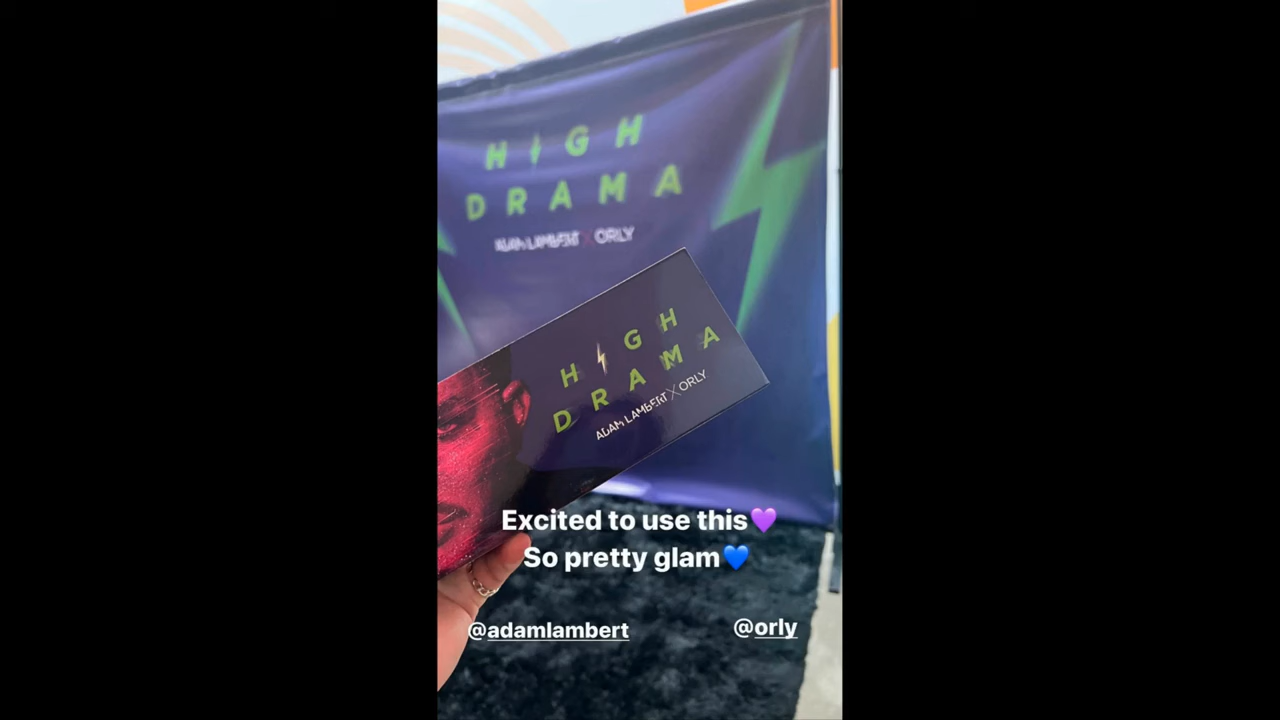 HIGH
DRAMA
ADAM LAMBERT X ORLY
HIGH
DRAMA
ADAM LAMBERT X ORLY
Excited to use this💜
So pretty glam💙
@adamlambert @orly